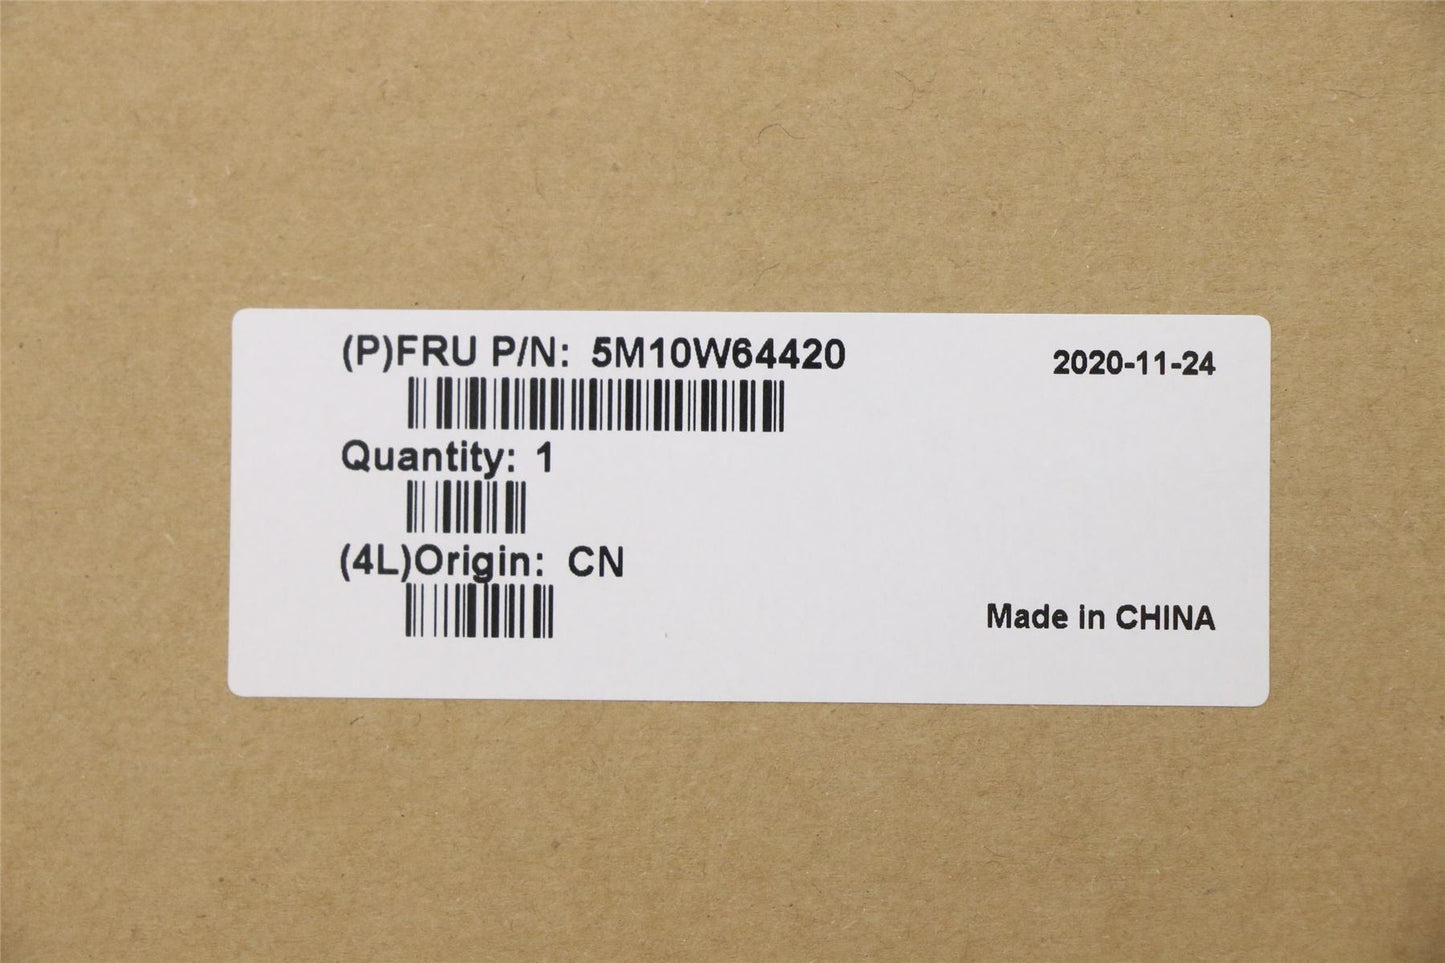 (P)FRU P/N: 5M10W64420
2020-11-24
Quantity: 1
(4L)Origin: CN
Made in CHINA